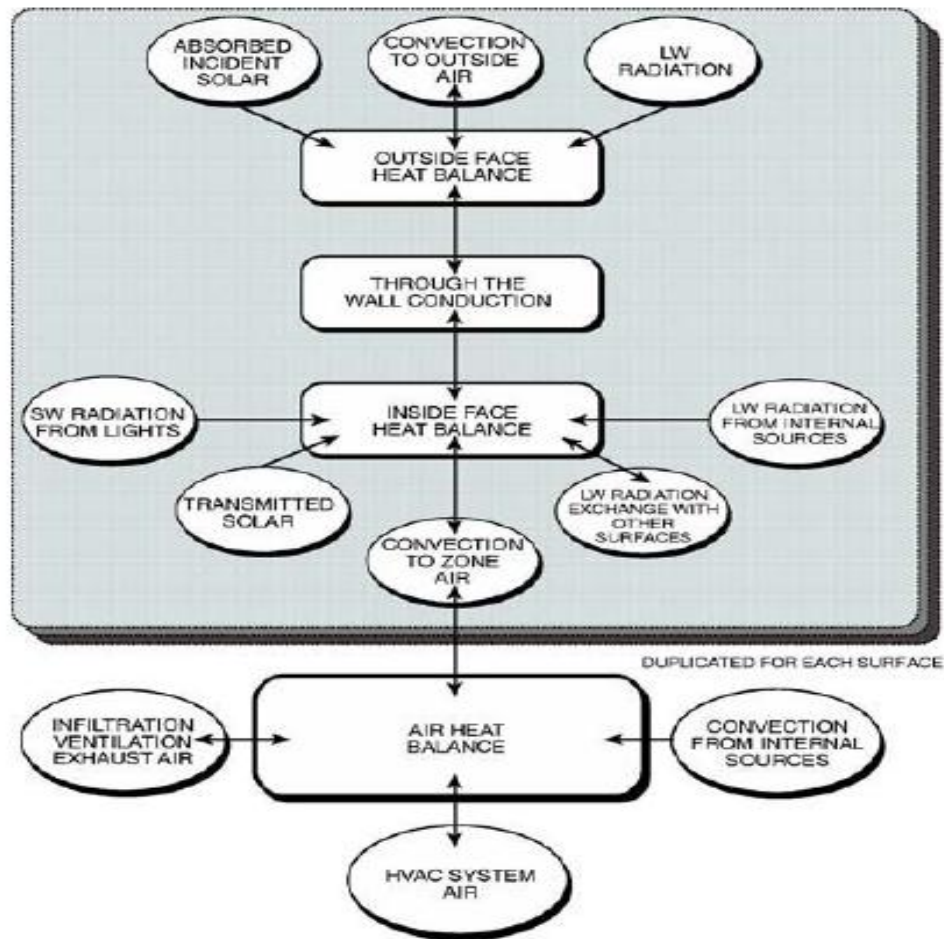 ABSORBED
INCIDENT
SOLAR
CONVECTION
TO OUTSIDE
AIR
LW
RADIATION
OUTSIDE FACE
HEAT BALANCE
THROUGH THE
WALL CONDUCTION
SW RADIATION
FROM LIGHTS
INSIDE FACE
HEAT BALANCE
LW RADIATION
FROM INTERNAL
SOURCES
TRANSMITTED
SOLAR
LW RADIATION
EXCHANGE WITH
OTHER
SURFACES
CONVECTION
TO ZONE
AIR
DUPLICATED FOR EACH SURFACE
INFILTRATION
VENTILATION
EXHAUST AIR
AIR HEAT
BALANCE
CONVECTION
FROM INTERNAL
SOURCES
HVAC SYSTEM
AIR